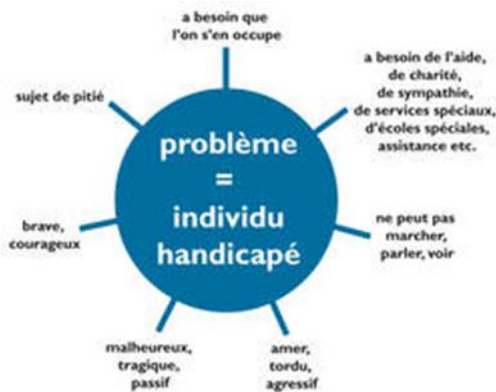 a besoin que
l'on s'en occupe
a besoin de l'aide,
de charité,
de sympathie,
de services spéciaux,
d'écoles spéciales,
assistance etc.
sujet de pitié
problème
=
individu
handicapé
brave,
courageux
ne peut pas
marcher,
parler, voir
malheureux,
tragique,
passif
amer,
tordu,
agressif